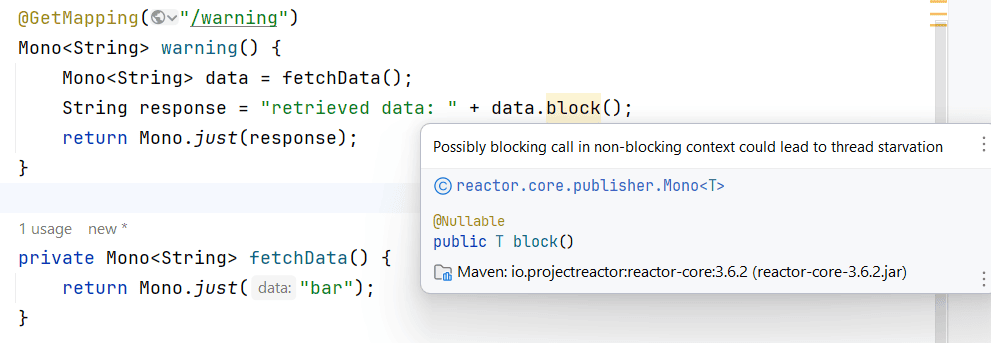 @GetMapping("/warning")
Mono<String> warning() {
Mono<String> data = fetchData();
String response = "retrieved data: " + data.block();
return Mono.just(response);
}
Possibly blocking call in non-blocking context could lead to thread starvation
reactor.core.publisher.Mono<T>
@Nullable
public T block()
Maven: io.projectreactor:reactor-core:3.6.2 (reactor-core-3.6.2.jar)
1 usage new *
private Mono<String> fetchData() {
return Mono.just( data: "bar");
}